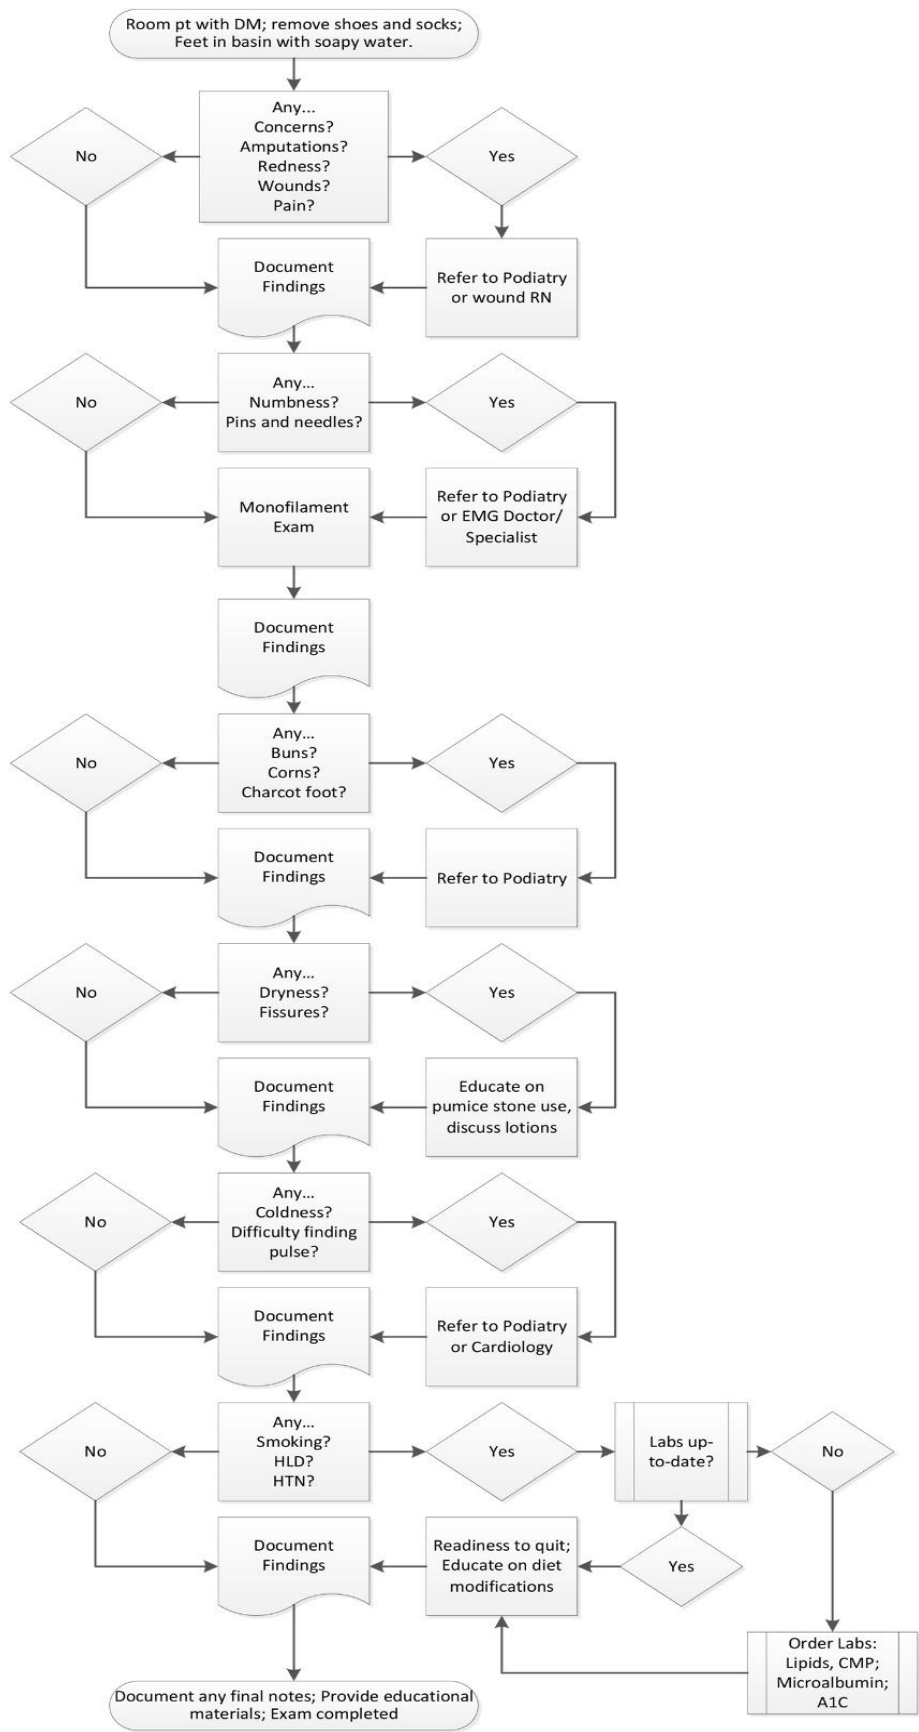 Room pt with DM; remove shoes and socks;
Feet in basin with soapy water.
Any...
Concerns?
Amputations?
Redness?
Wounds?
Pain?
No
Yes
Document
Findings
Refer to Podiatry
or wound RN
Any...
Numbness?
Pins and needles?
No
Yes
Monofilament
Exam
Refer to Podiatry
or EMG Doctor/
Specialist
Document
Findings
Any...
Buns?
Corns?
Charcot foot?
No
Yes
Document
Findings
Refer to Podiatry
Any...
Dryness?
Fissures?
No
Yes
Document
Findings
Educate on
pumice stone use,
discuss lotions
Any...
Coldness?
Difficulty finding
pulse?
No
Yes
Document
Findings
Refer to Podiatry
or Cardiology
Any...
Smoking?
HLD?
HTN?
No
Yes
Labs up-
to-date?
No
Document
Findings
Readiness to quit;
Educate on diet
modifications
Yes
Order Labs:
Lipids, CMP;
Microalbumin;
A1C
Document any final notes; Provide educational
materials; Exam completed